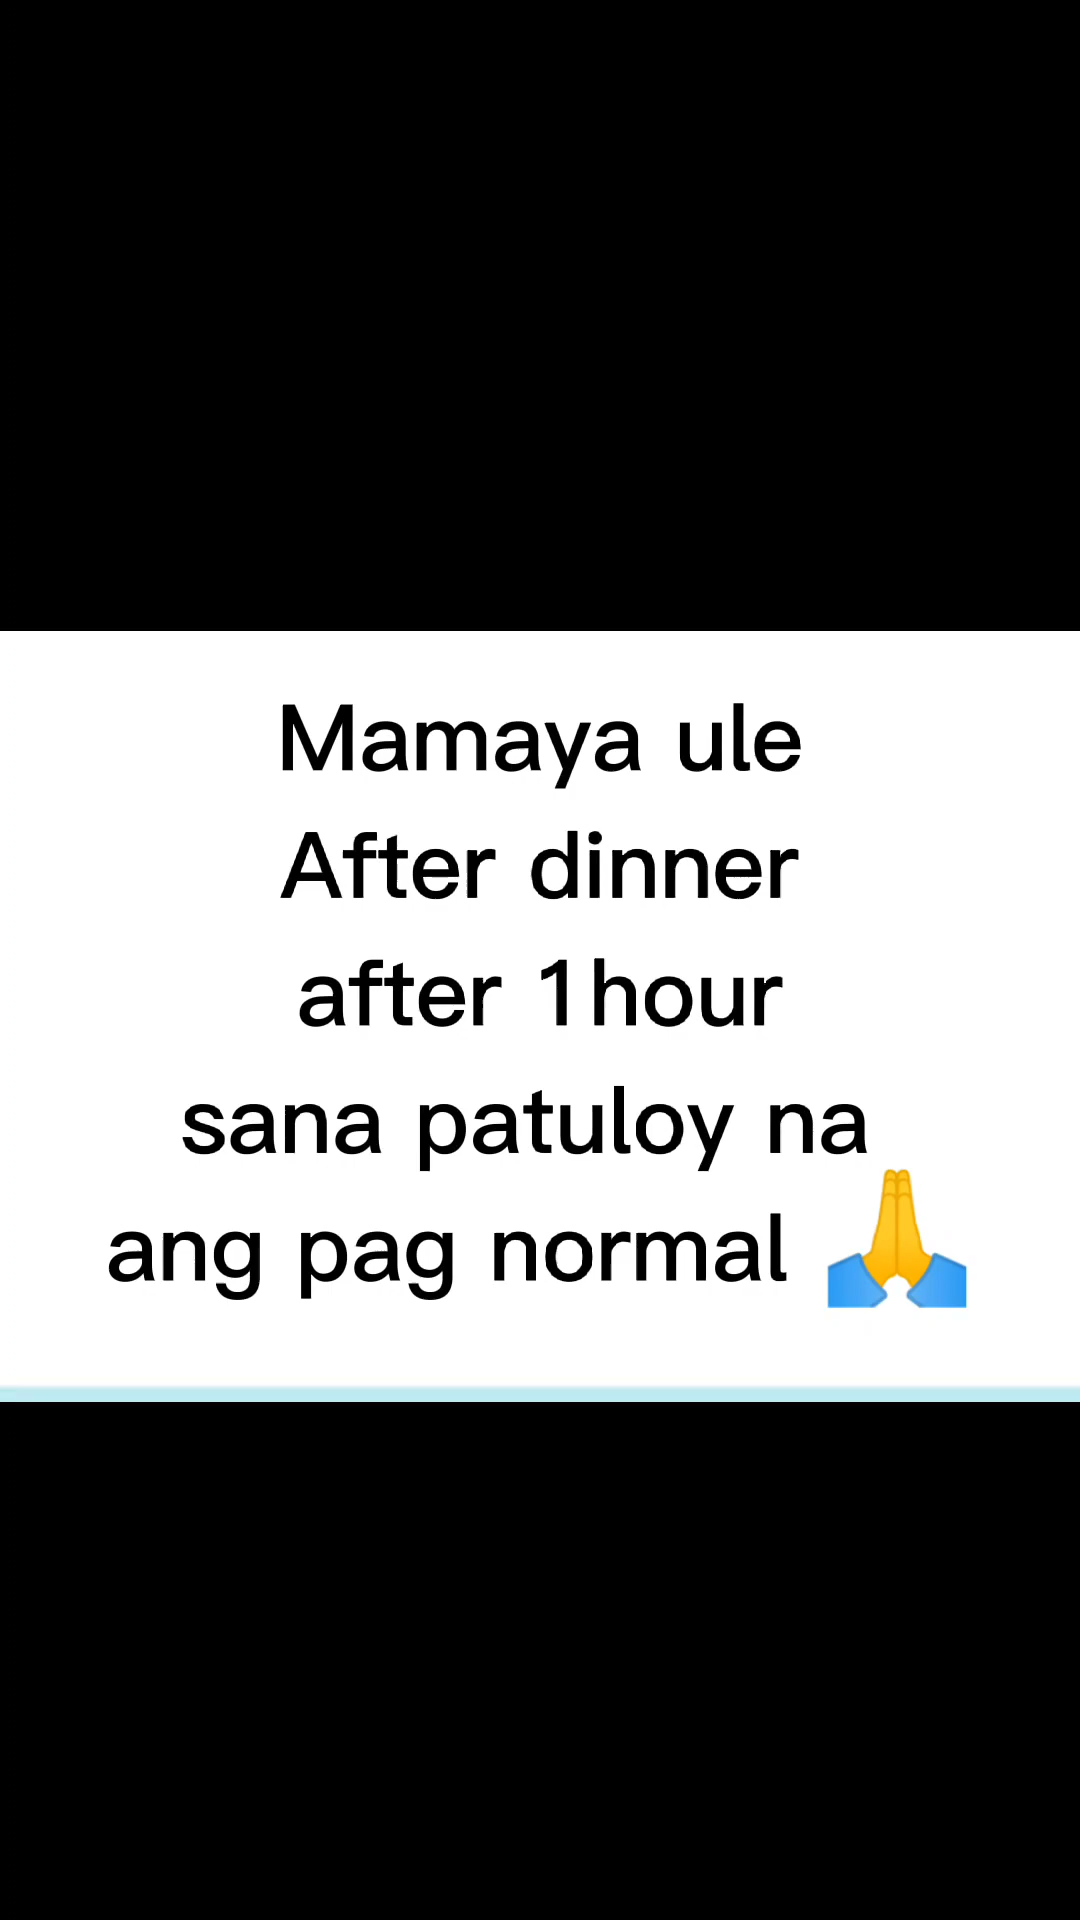 Mamaya ule
After dinner
after 1hour
sana patuloy na
ang pag normal 🙏